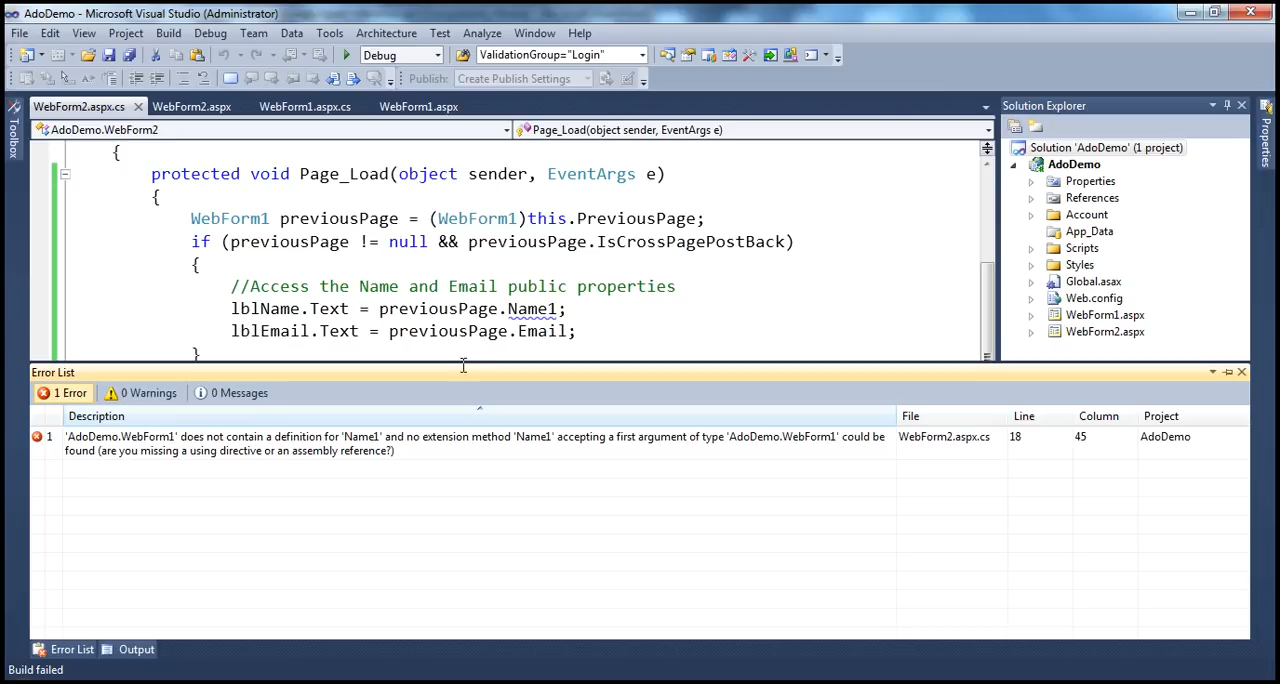 AdoDemo - Microsoft Visual Studio (Administrator)
File Edit View Project Build Debug Team Data Tools Architecture Test Analyze Window Help
Debug ValidationGroup="Login"
Publish: Create Publish Settings
WebForm2.aspx.cs WebForm2.aspx WebForm1.aspx.cs WebForm1.aspx
AdoDemo.WebForm2 Page_Load(object sender, EventArgs e)
{
protected void Page_Load(object sender, EventArgs e)
{
WebForm1 previousPage = (WebForm1)this.PreviousPage;
if (previousPage != null && previousPage.IsCrossPagePostBack)
{
//Access the Name and Email public properties
lblName.Text = previousPage.Name1;
lblEmail.Text = previousPage.Email;
}
Toolbox
Solution Explorer
Solution 'AdoDemo' (1 project)
AdoDemo
Properties
References
Account
App_Data
Scripts
Styles
Global.asax
Web.config
WebForm1.aspx
WebForm2.aspx
Properties
Error List
1 Error 0 Warnings 0 Messages
Description File Line Column Project
1 'AdoDemo.WebForm1' does not contain a definition for 'Name1' and no extension method 'Name1' accepting a first argument of type 'AdoDemo.WebForm1' could be WebForm2.aspx.cs 18 45 AdoDemo
found (are you missing a using directive or an assembly reference?)
Error List Output
Build failed